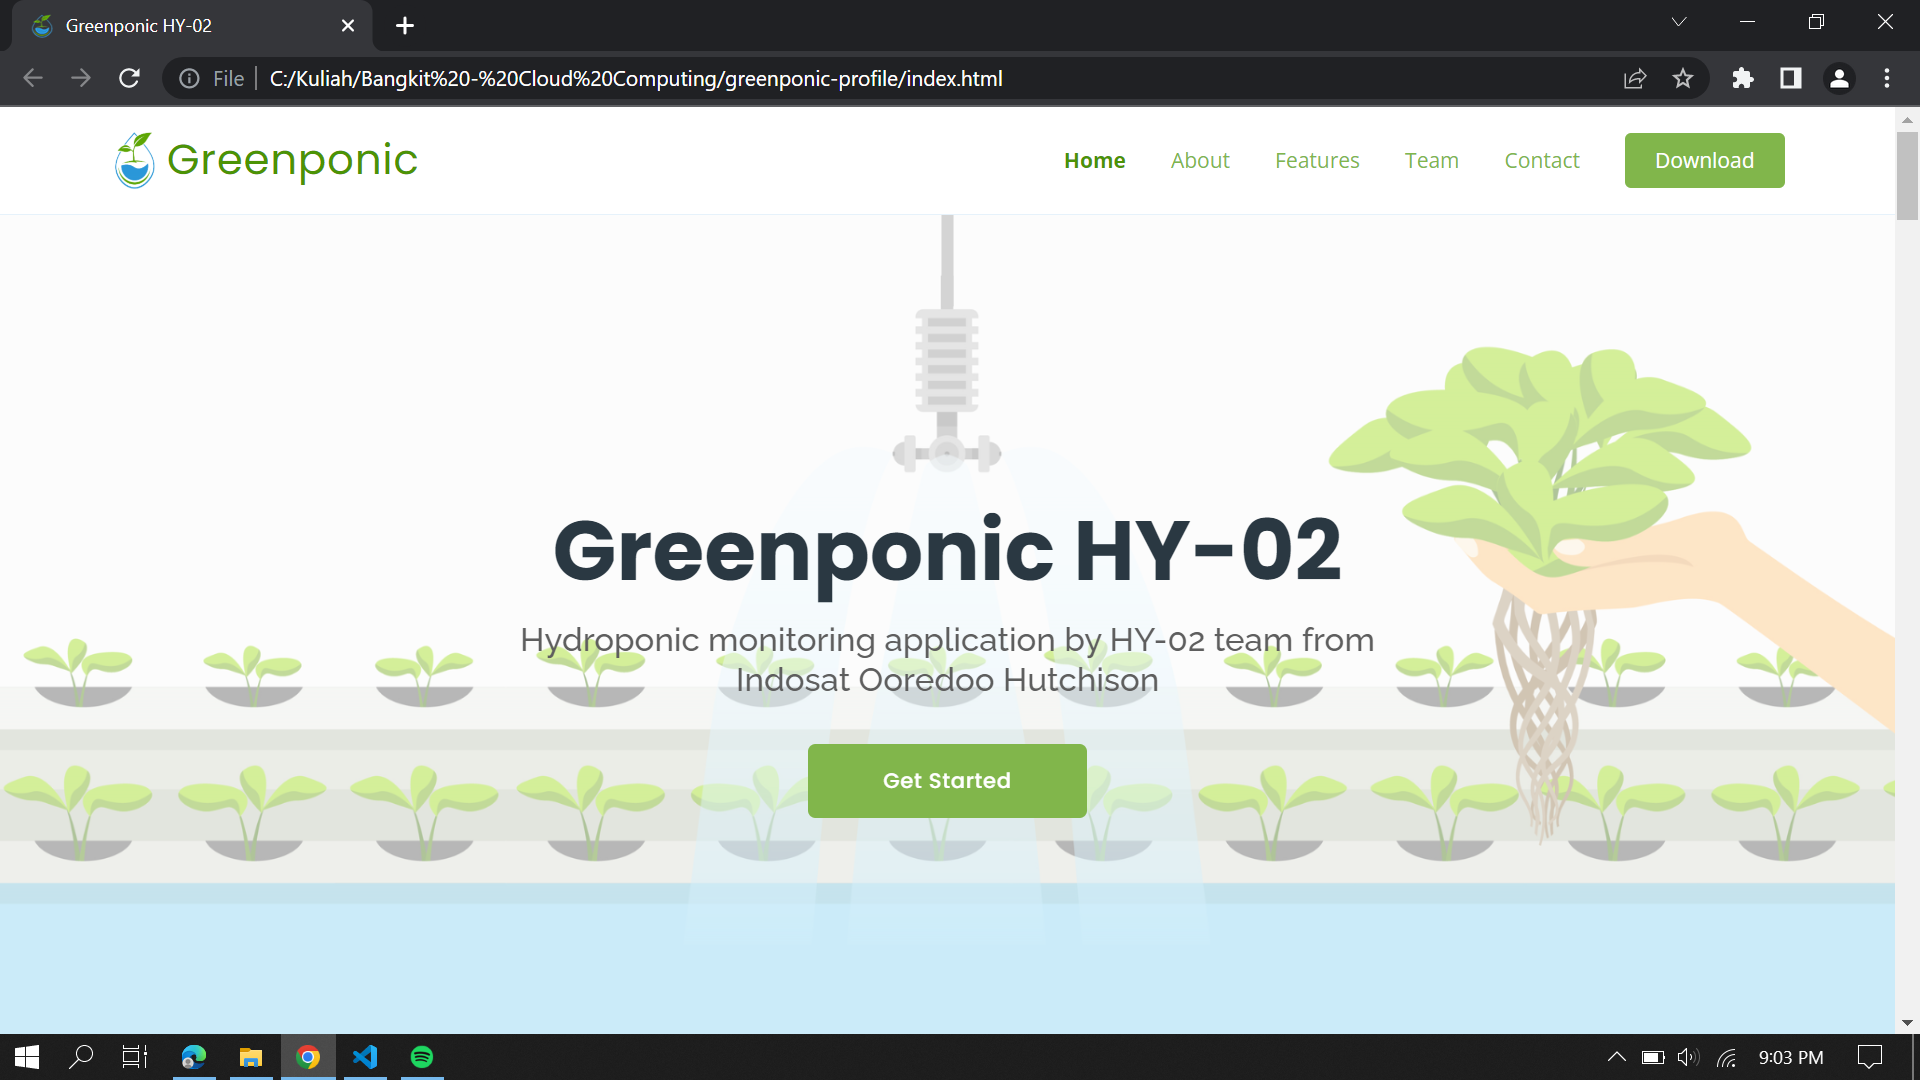 Greenponic HY-02
File
C:/Kuliah/Bangkit%20-%20Cloud%20Computing/greenponic-profile/index.html
Greenponic
Home
About
Features
Team
Contact
Download
Greenponic HY-02
Hydroponic monitoring application by HY-02 team from
Indosat Ooredoo Hutchison
Get Started
9:03 PM